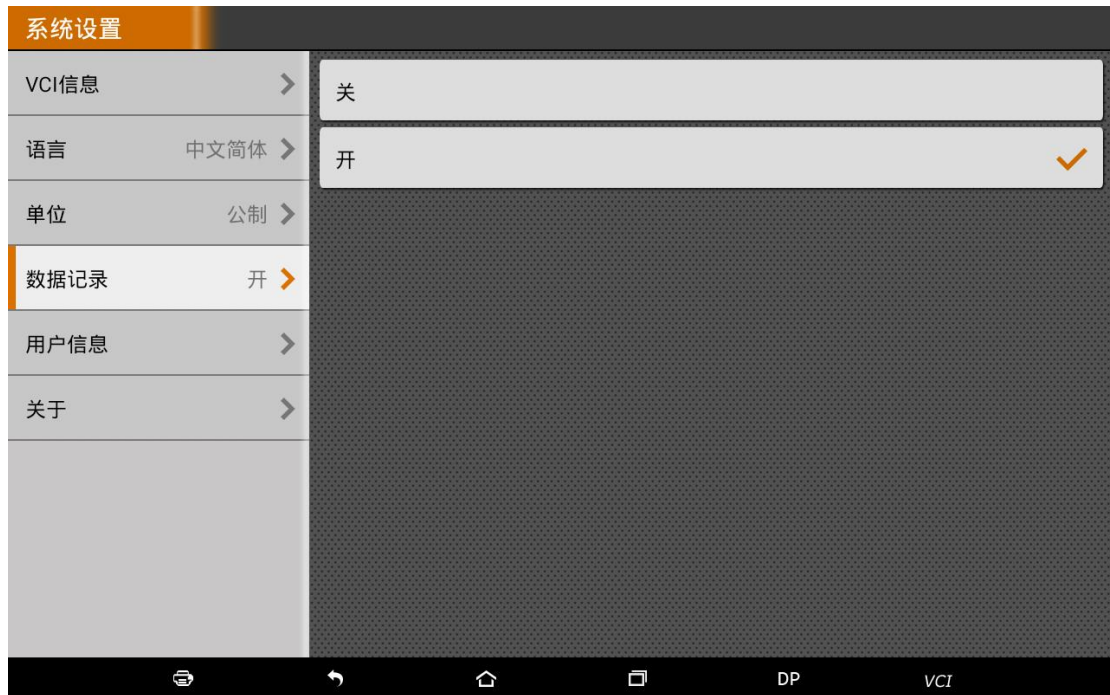 系统设置
VCI信息
语言 中文简体
单位 公制
数据记录 开
用户信息
关于
关
开
DP VCI